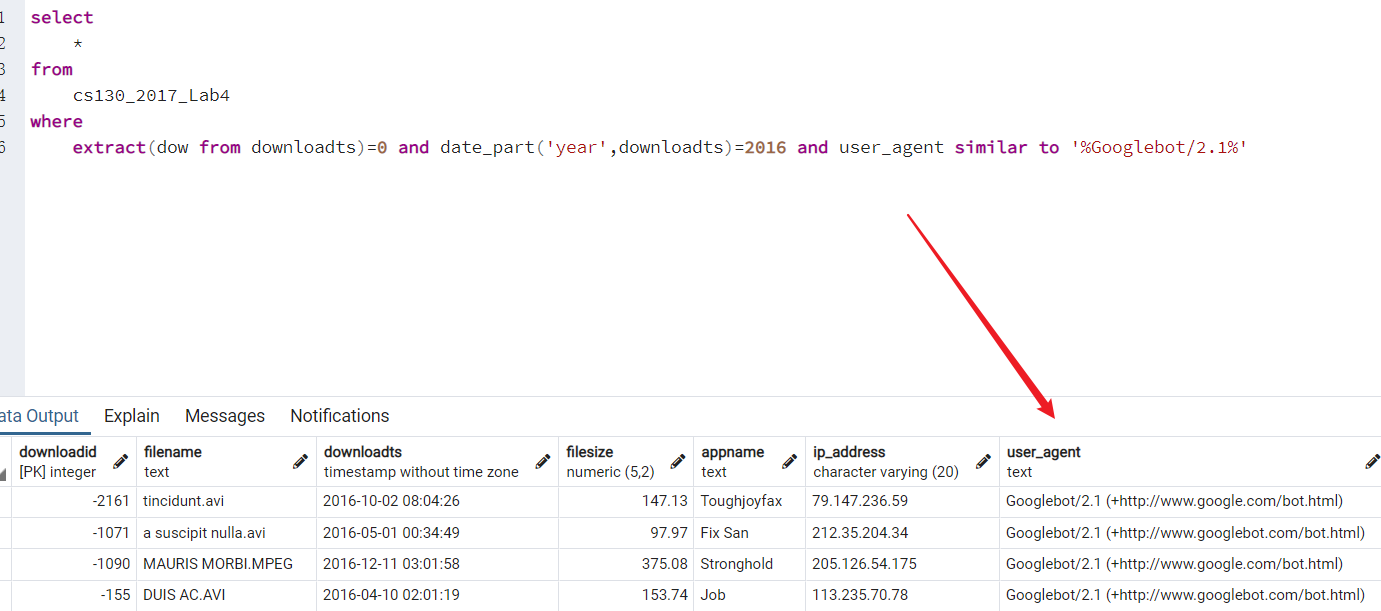 1 select
2 *
3 from
4 cs130_2017_Lab4
5 where
6 extract(dow from downloadts)=0 and date_part('year',downloadts)=2016 and user_agent similar to '%Googlebot/2.1%'
ata Output Explain Messages Notifications
downloadid filename downloadts filesize appname ip_address user_agent
[PK] integer text timestamp without time zone numeric (5,2) text character varying (20) text
-2161 tincidunt.avi 2016-10-02 08:04:26 147.13 Toughjoyfax 79.147.236.59 Googlebot/2.1 (+http://www.google.com/bot.html)
-1071 a suscipit nulla.avi 2016-05-01 00:34:49 97.97 Fix San 212.35.204.34 Googlebot/2.1 (+http://www.googlebot.com/bot.html)
-1090 MAURIS MORBI.MPEG 2016-12-11 03:01:58 375.08 Stronghold 205.126.54.175 Googlebot/2.1 (+http://www.google.com/bot.html)
-155 DUIS AC.AVI 2016-04-10 02:01:19 153.74 Job 113.235.70.78 Googlebot/2.1 (+http://www.googlebot.com/bot.html)